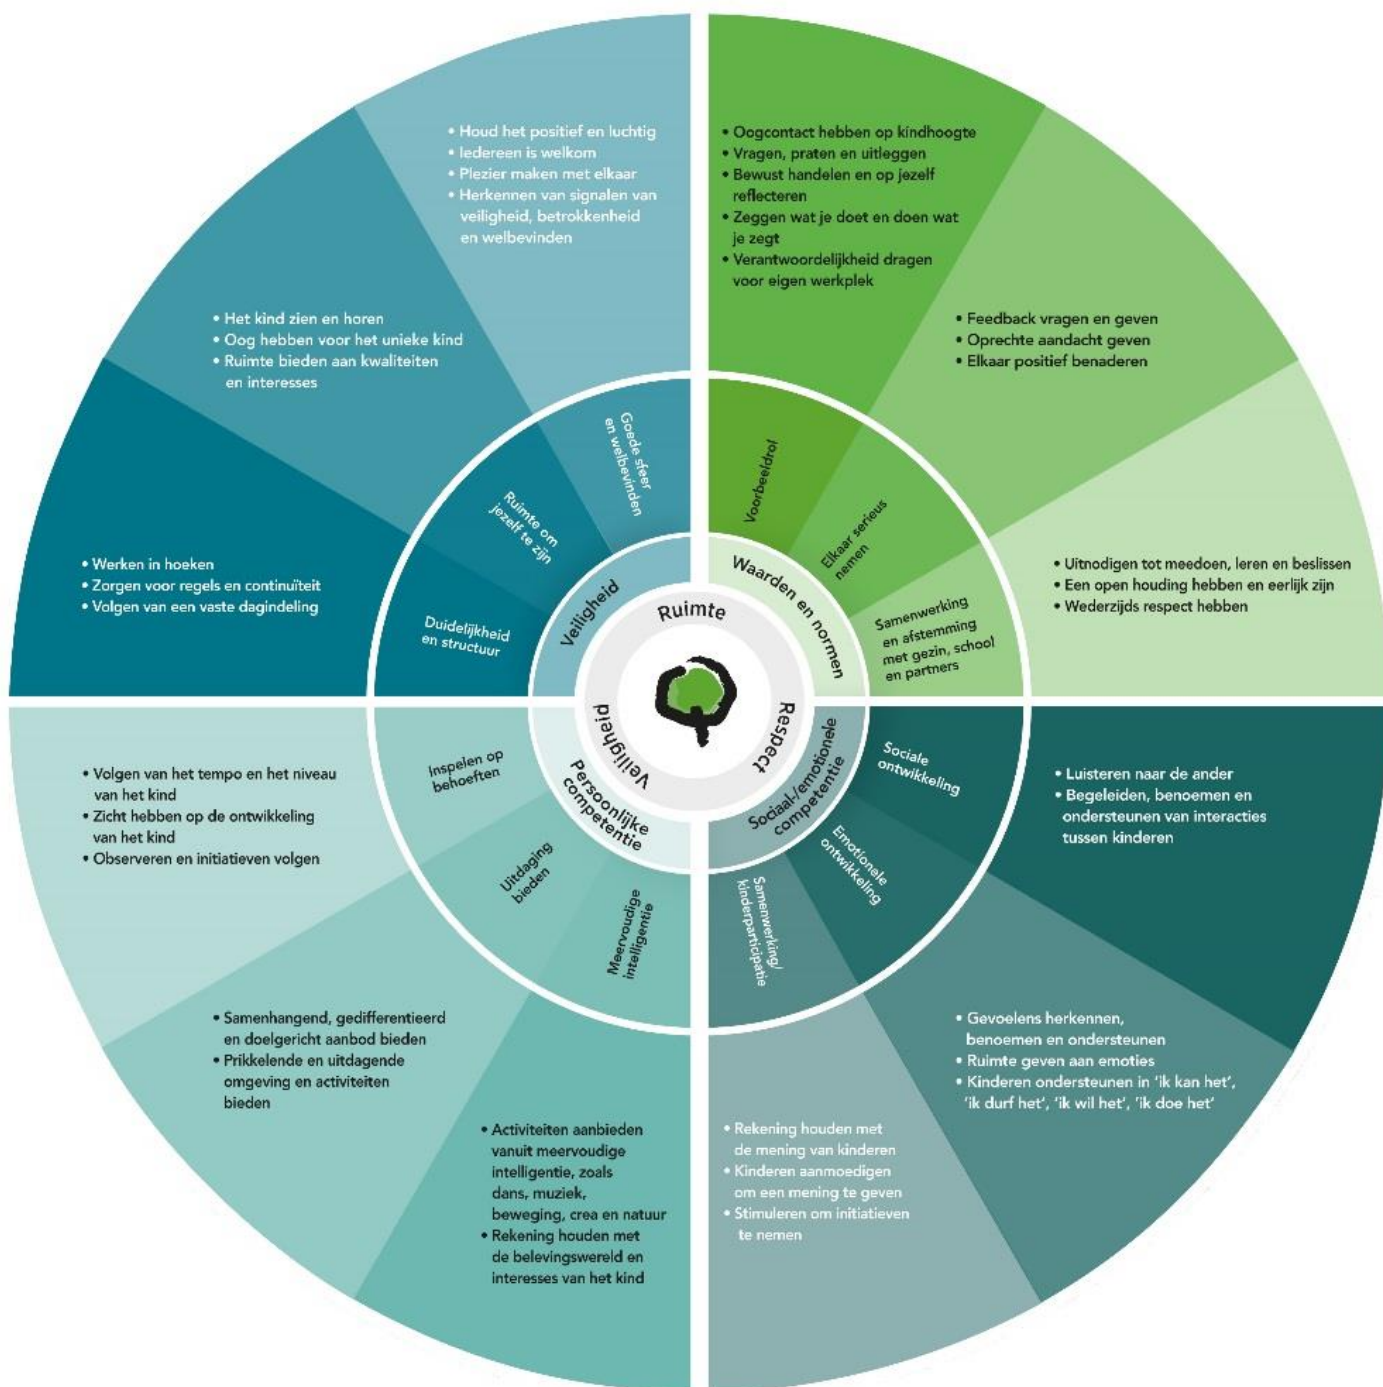 • Houd het positief en luchtig
• Iedereen is welkom
• Plezier maken met elkaar
• Herkennen van signalen van
veiligheid, betrokkenheid
en welbevinden
• Oogcontact hebben op kindhoogte
• Vragen, praten en uitleggen
• Bewust handelen en op jezelf
reflecteren
• Zeggen wat je doet en doen wat
je zegt
• Verantwoordelijkheid dragen
voor eigen werkplek
• Het kind zien en horen
• Oog hebben voor het unieke kind
• Ruimte bieden aan kwaliteiten
en interesses
• Feedback vragen en geven
• Oprechte aandacht geven
• Elkaar positief benaderen
• Werken in hoeken
• Zorgen voor regels en continuïteit
• Volgen van een vaste dagindeling
• Uitnodigen tot meedoen, leren en beslissen
• Een open houding hebben en eerlijk zijn
• Wederzijds respect hebben
Goede sfeer
en welbevinden
Ruimte om
jezelf te zijn
Duidelijkheid
en structuur
Voorbeeldrol
Elkaar serieus
nemen
Samenwerking
en afstemming
met gezin, school
en partners
Veiligheid
Waarden en normen
Ruimte
Respect
Veiligheid
Persoonlijke
competentie
Sociaal-/emotionele
competentie
Inspelen op
behoeften
Uitdaging
bieden
Meervoudige
intelligentie
Sociale
ontwikkeling
Emotionele
ontwikkeling
Samenwerking/
kinderparticipatie
• Volgen van het tempo en het niveau
van het kind
• Zicht hebben op de ontwikkeling
van het kind
• Observeren en initiatieven volgen
• Luisteren naar de ander
• Begeleiden, benoemen en
ondersteunen van interacties
tussen kinderen
• Samenhangend, gedifferentieerd
en doelgericht aanbod bieden
• Prikkelende en uitdagende
omgeving en activiteiten
bieden
• Gevoelens herkennen,
benoemen en ondersteunen
• Ruimte geven aan emoties
• Kinderen ondersteunen in ‘ik kan het’,
‘ik durf het’, ‘ik wil het’, ‘ik doe het’
• Activiteiten aanbieden
vanuit meervoudige
intelligentie, zoals
dans, muziek,
beweging, crea en natuur
• Rekening houden met
de belevingswereld en
interesses van het kind
• Rekening houden met
de mening van kinderen
• Kinderen aanmoedigen
om een mening te geven
• Stimuleren om initiatieven
te nemen